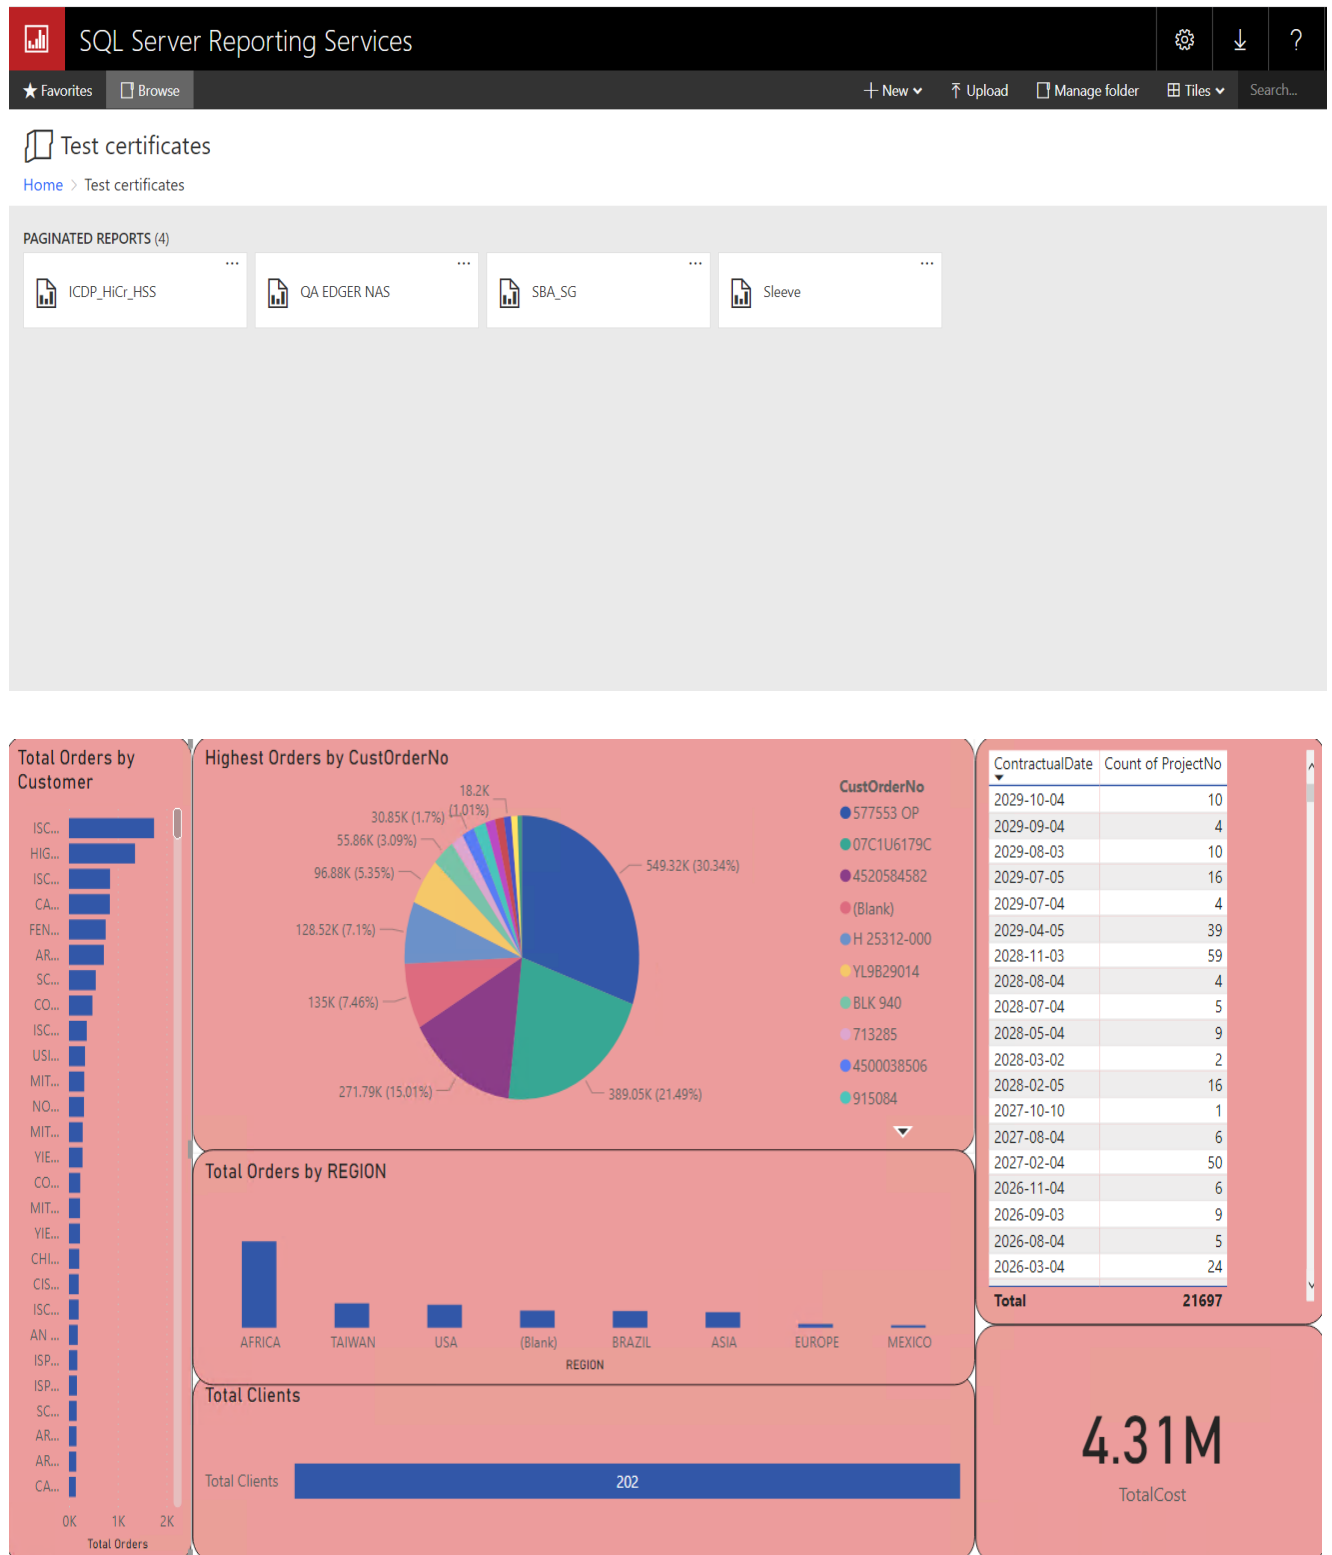 SQL Server Reporting Services
?
Favorites
Browse
New
Upload
Manage folder
Tiles
Search...
Test certificates
Home > Test certificates
PAGINATED REPORTS (4)
ICDP_HiCr_HSS
QA EDGER NAS
SBA_SG
Sleeve
Total Orders by
Customer
ISC...
HIG...
ISC...
CA...
FEN...
AR...
SC...
CO...
ISC...
USI...
MIT...
NO...
MIT...
YIE...
CO...
MIT...
YIE...
CHI...
CIS...
ISC...
AN ...
ISP...
ISP...
SC...
AR...
AR...
CA...
0K 1K 2K
Total Orders
Highest Orders by CustOrderNo
18.2K
(1.01%)
30.85K (1.7%)
55.86K (3.09%)
96.88K (5.35%)
128.52K (7.1%)
135K (7.46%)
271.79K (15.01%)
389.05K (21.49%)
549.32K (30.34%)
CustOrderNo
577553 OP
07C1U6179C
4520584582
(Blank)
H 25312-000
YL9B29014
BLK 940
713285
4500038506
915084
Total Orders by REGION
AFRICA TAIWAN USA (Blank) BRAZIL ASIA EUROPE MEXICO
REGION
Total Clients
Total Clients 202
ContractualDate Count of ProjectNo
2029-10-04 10
2029-09-04 4
2029-08-03 10
2029-07-05 16
2029-07-04 4
2029-04-05 39
2028-11-03 59
2028-08-04 4
2028-07-04 5
2028-05-04 9
2028-03-02 2
2028-02-05 16
2027-10-10 1
2027-08-04 6
2027-02-04 50
2026-11-04 6
2026-09-03 9
2026-08-04 5
2026-03-04 24
Total 21697
4.31M
TotalCost